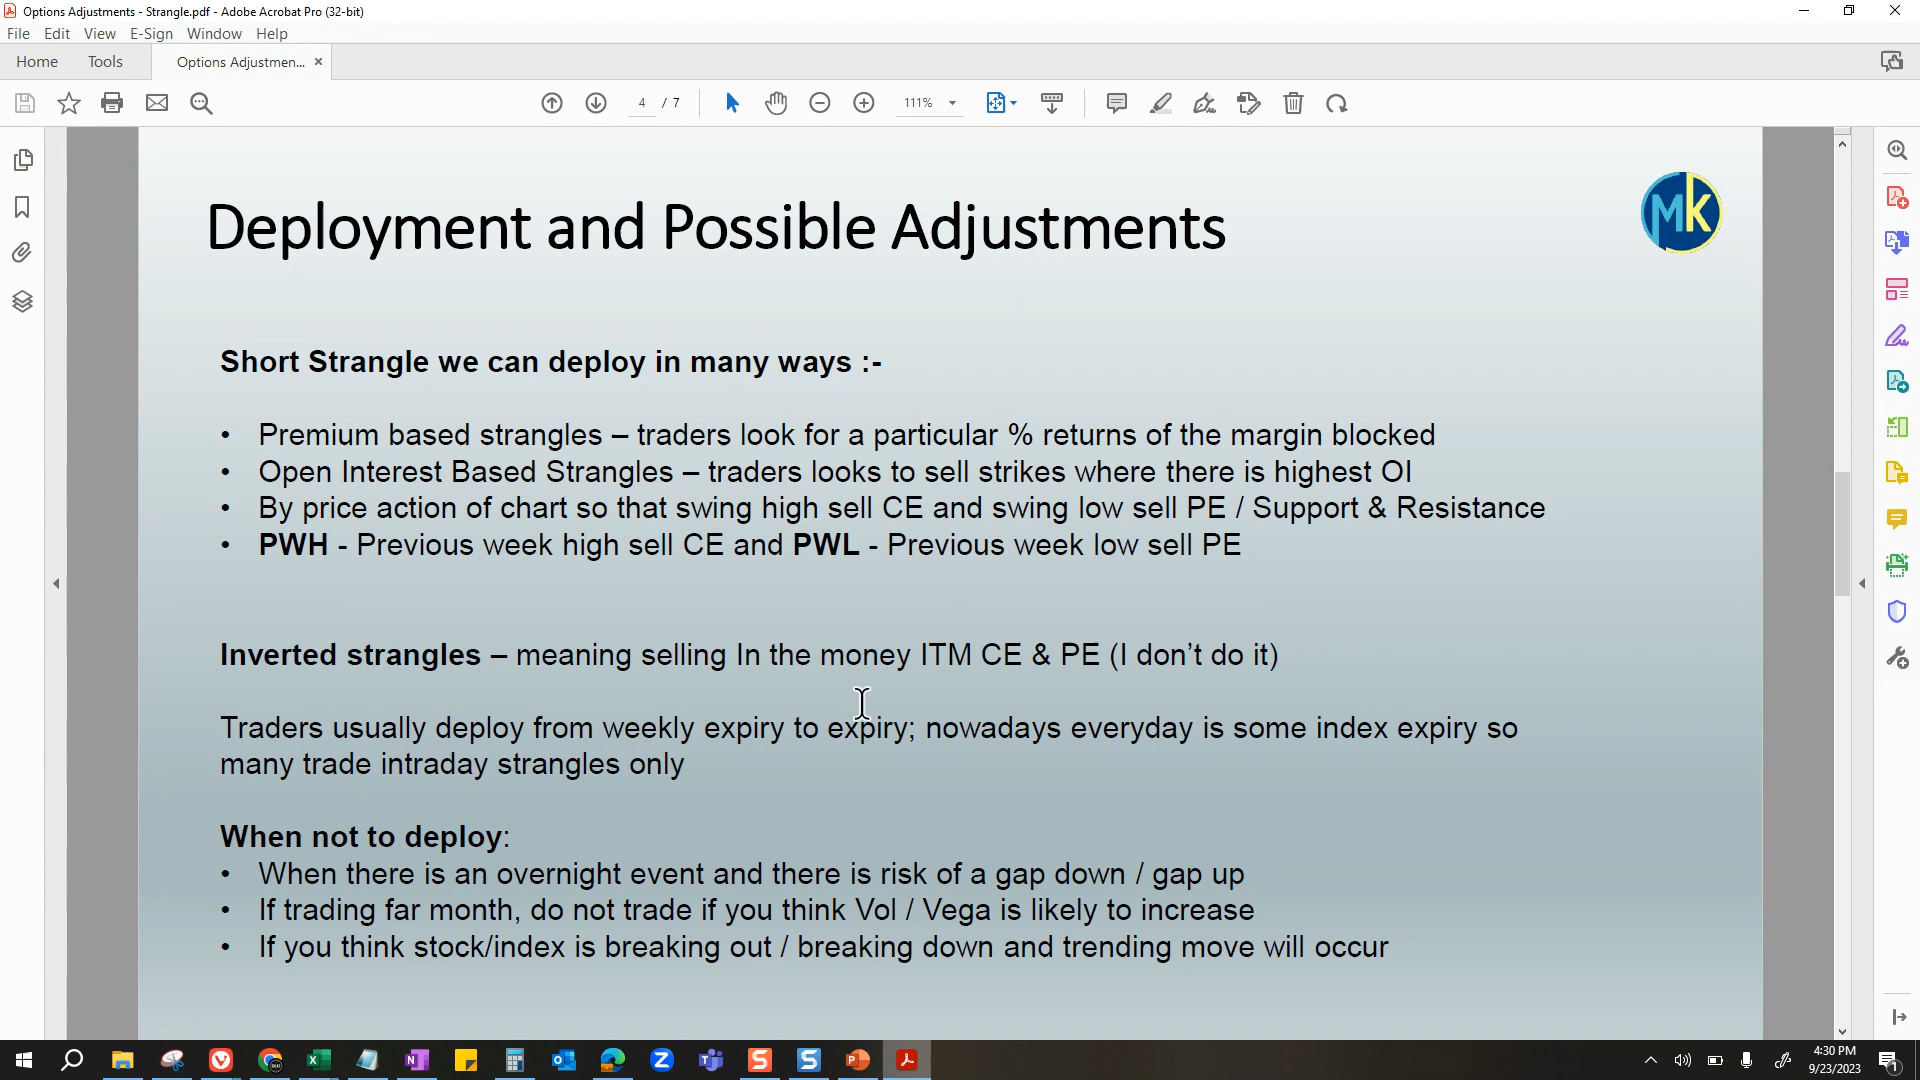 Options Adjustments - Strangle.pdf - Adobe Acrobat Pro (32-bit)
File Edit View E-Sign Window Help
Home Tools Options Adjustmen... ×
4 / 7 111%
MK
Deployment and Possible Adjustments
Short Strangle we can deploy in many ways :-
• Premium based strangles – traders look for a particular % returns of the margin blocked
• Open Interest Based Strangles – traders looks to sell strikes where there is highest OI
• By price action of chart so that swing high sell CE and swing low sell PE / Support & Resistance
• PWH - Previous week high sell CE and PWL - Previous week low sell PE
Inverted strangles – meaning selling In the money ITM CE & PE (I don’t do it)
Traders usually deploy from weekly expiry to expiry; nowadays everyday is some index expiry so
many trade intraday strangles only
When not to deploy:
• When there is an overnight event and there is risk of a gap down / gap up
• If trading far month, do not trade if you think Vol / Vega is likely to increase
• If you think stock/index is breaking out / breaking down and trending move will occur
4:30 PM
9/23/2023